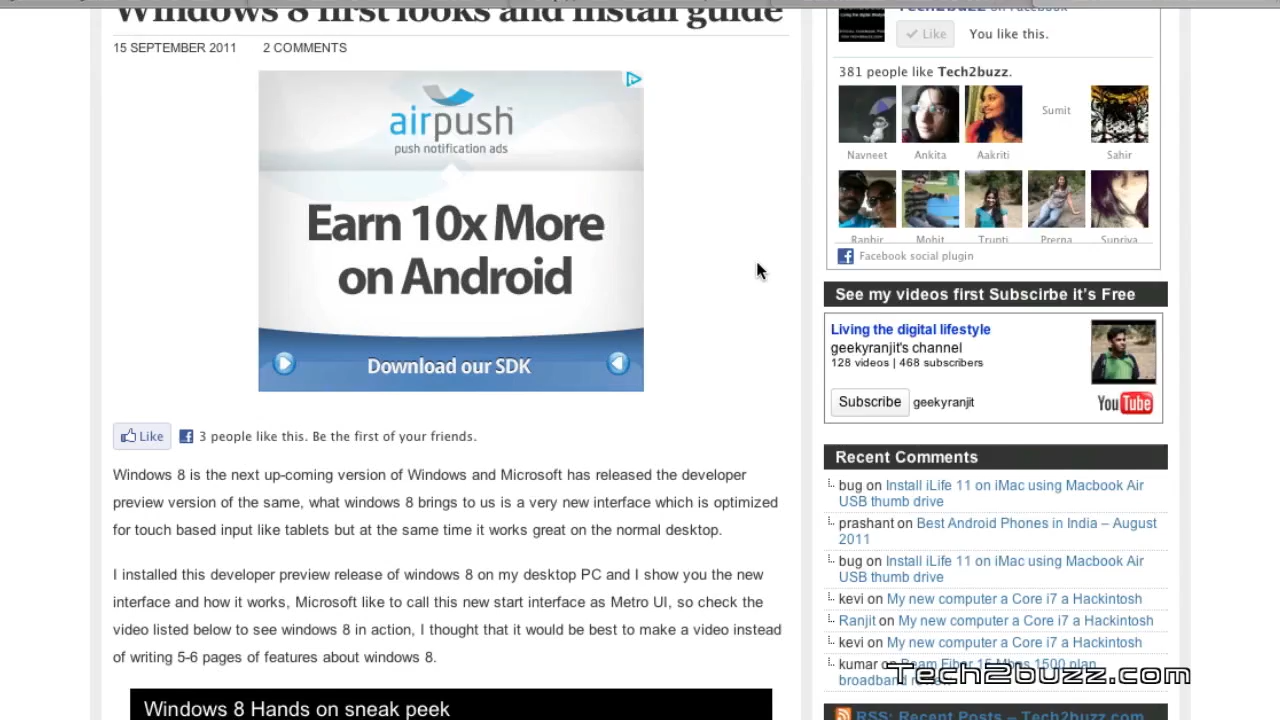 Windows 8 first looks and install guide
15 SEPTEMBER 2011 2 COMMENTS
airpush
push notification ads
Earn 10x More
on Android
Download our SDK
Like 3 people like this. Be the first of your friends.
Windows 8 is the next up-coming version of Windows and Microsoft has released the developer
preview version of the same, what windows 8 brings to us is a very new interface which is optimized
for touch based input like tablets but at the same time it works great on the normal desktop.
I installed this developer preview release of windows 8 on my desktop PC and I show you the new
interface and how it works, Microsoft like to call this new start interface as Metro UI, so check the
video listed below to see windows 8 in action, I thought that it would be best to make a video instead
of writing 5-6 pages of features about windows 8.
Windows 8 Hands on sneak peek
Tech2buzz on Facebook
Like You like this.
381 people like Tech2buzz.
Sumit
Navneet Ankita Aakriti Sahir
Ranbir Mohit Trupti Prerna Supriya
Facebook social plugin
See my videos first Subscirbe it's Free
Living the digital lifestyle
geekyranjit's channel
128 videos | 468 subscribers
Subscribe geekyranjit
YouTube
Recent Comments
bug on Install iLife 11 on iMac using Macbook Air
USB thumb drive
prashant on Best Android Phones in India – August
2011
bug on Install iLife 11 on iMac using Macbook Air
USB thumb drive
kevi on My new computer a Core i7 a Hackintosh
Ranjit on My new computer a Core i7 a Hackintosh
kevi on My new computer a Core i7 a Hackintosh
kumar on Beam Fiber 15 Mbps 1500 plan
broadband review
Tech2buzz.com
RSS: Recent Posts – Tech2buzz.com